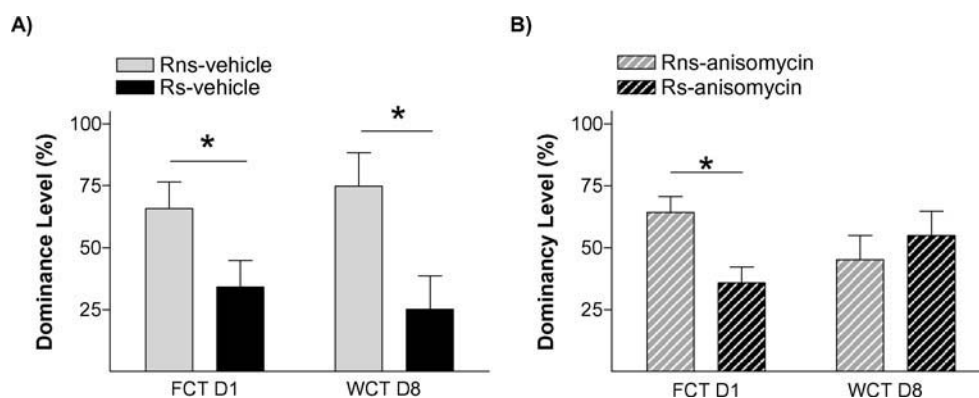 A)
Rns-vehicle
Rs-vehicle
Dominance Level (%)
100
75
50
25
*
*
FCT D1
WCT D8
B)
Rns-anisomycin
Rs-anisomycin
Dominancy Level (%)
100
75
50
25
*
FCT D1
WCT D8